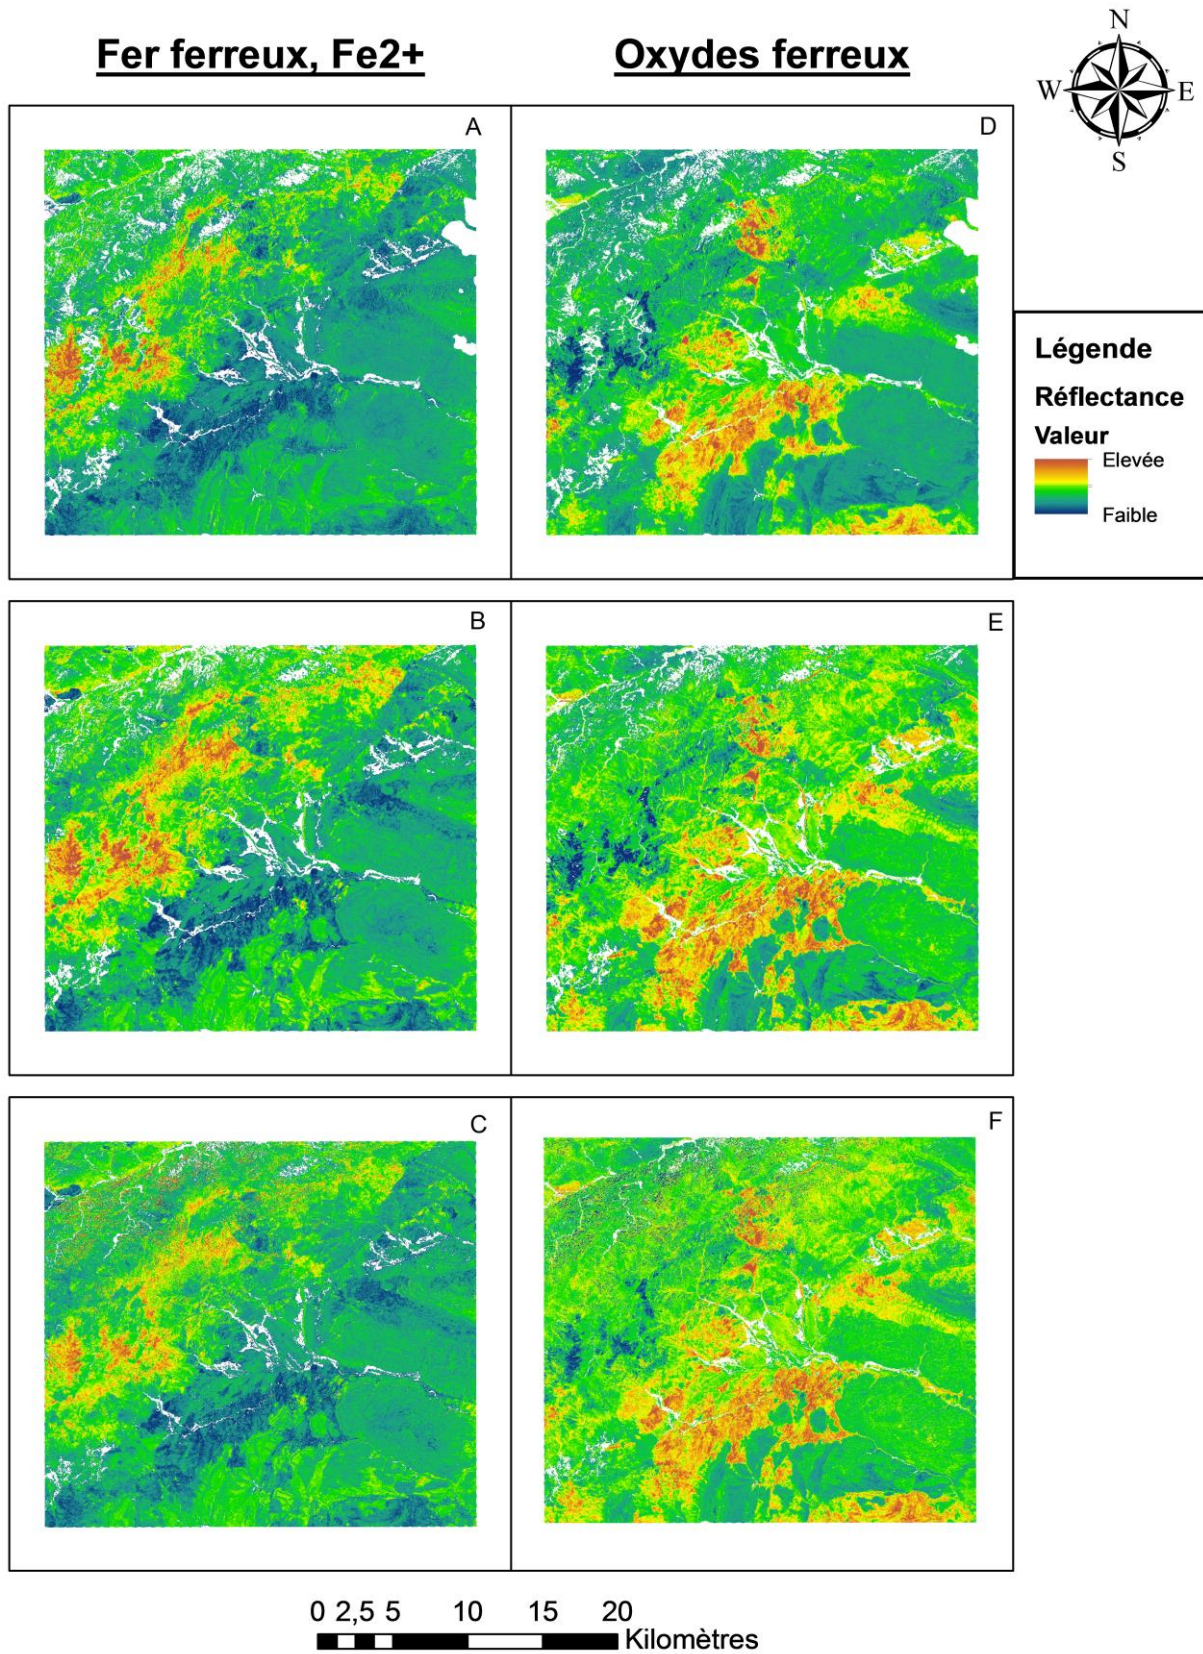 Fer ferreux, Fe2+
Oxydes ferreux
N
W
E
S
A
D
Légende
Réflectance
Valeur
Elevée
Faible
B
E
C
F
0 2,5 5 10 15 20
Kilomètres